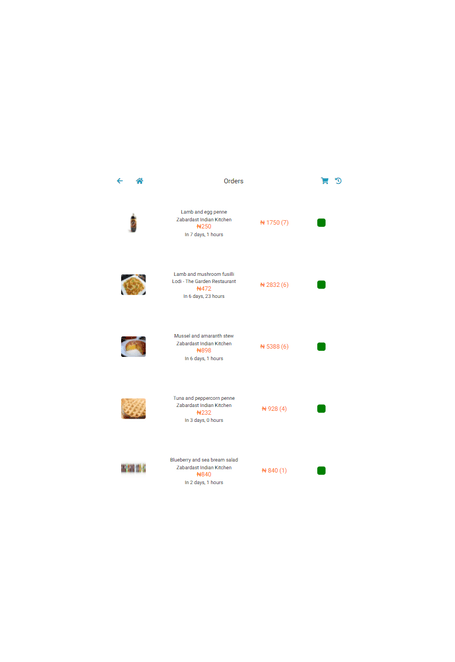 Orders
Lamb and egg penne
Zabardast Indian Kitchen
₦250
In 7 days, 1 hours
₦ 1750 (7)
Lamb and mushroom fusilli
Lodi - The Garden Restaurant
₦472
In 6 days, 23 hours
₦ 2832 (6)
Mussel and amaranth stew
Zabardast Indian Kitchen
₦898
In 6 days, 1 hours
₦ 5388 (6)
Tuna and peppercorn penne
Zabardast Indian Kitchen
₦232
In 3 days, 0 hours
₦ 928 (4)
Blueberry and sea bream salad
Zabardast Indian Kitchen
₦840
In 2 days, 1 hours
₦ 840 (1)